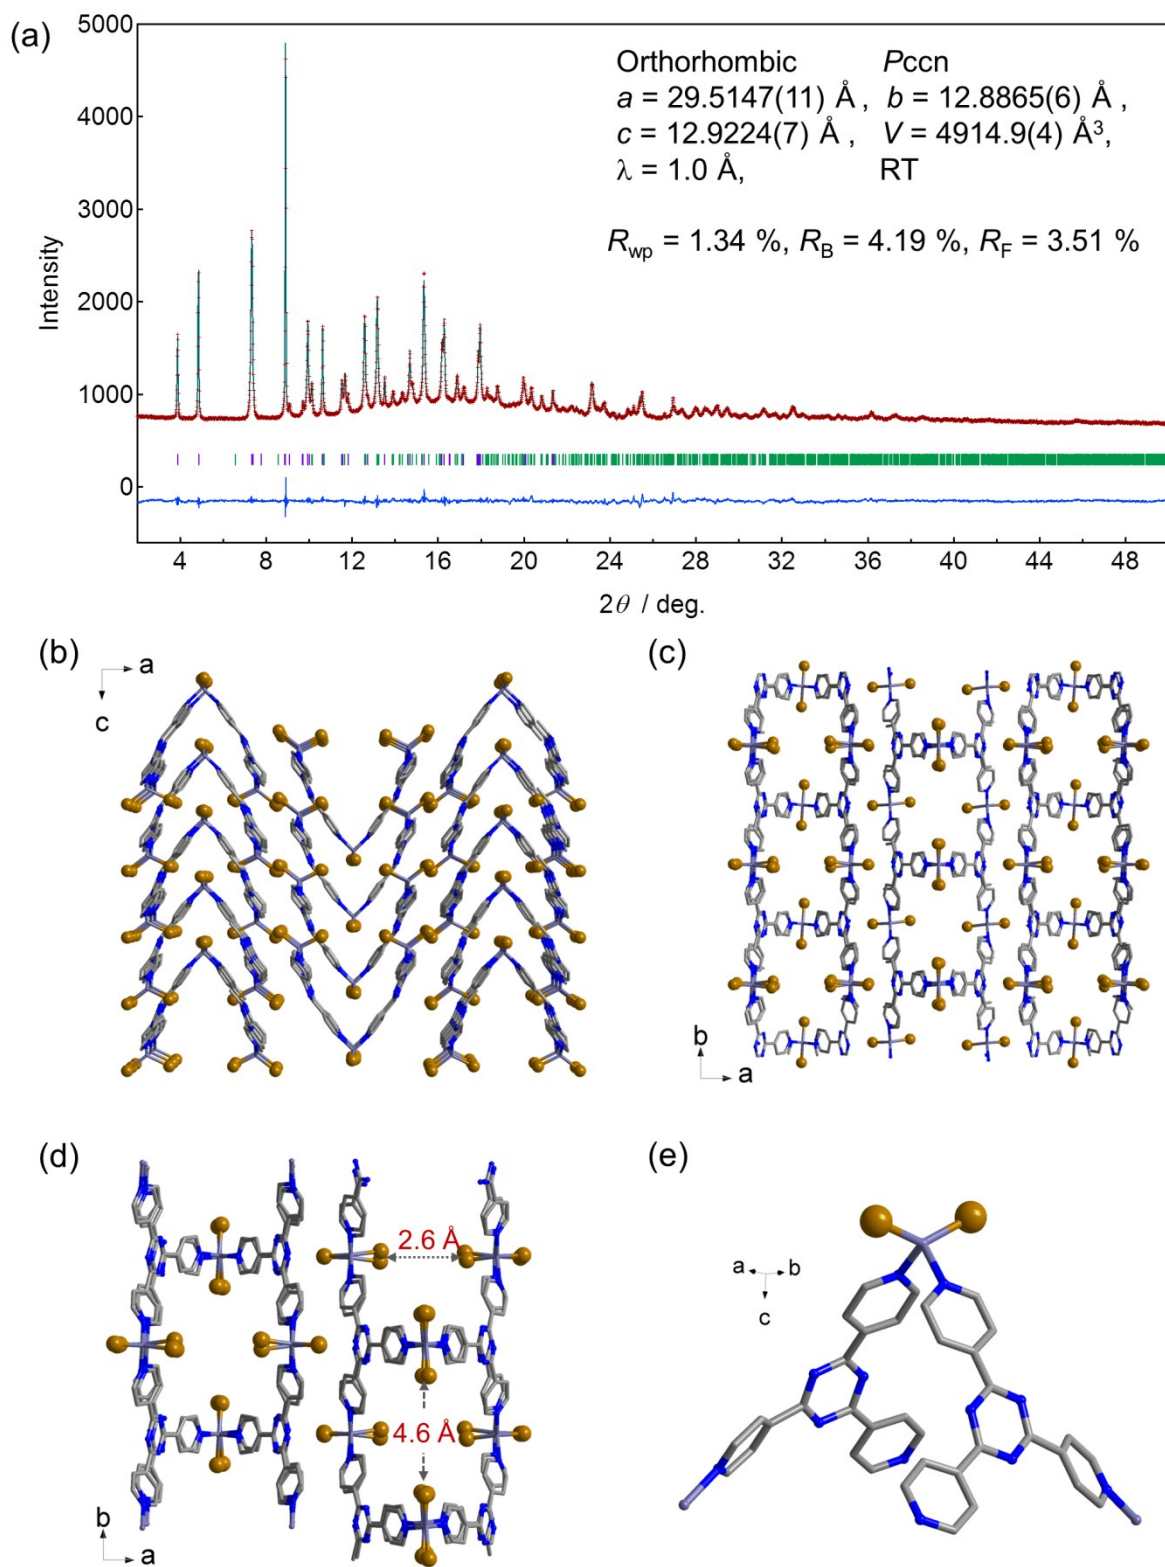 (a)
5000
4000
3000
2000
1000
0
Intensity
Orthorhombic Pccn
a = 29.5147(11) Å , b = 12.8865(6) Å ,
c = 12.9224(7) Å , V = 4914.9(4) Å³,
λ = 1.0 Å, RT
Rwp = 1.34 %, RB = 4.19 %, RF = 3.51 %
4 8 12 16 20 24 28 32 36 40 44 48
2θ / deg.
(b)
a
c
(c)
b
a
(d)
2.6 Å
4.6 Å
b
a
(e)
a b
c